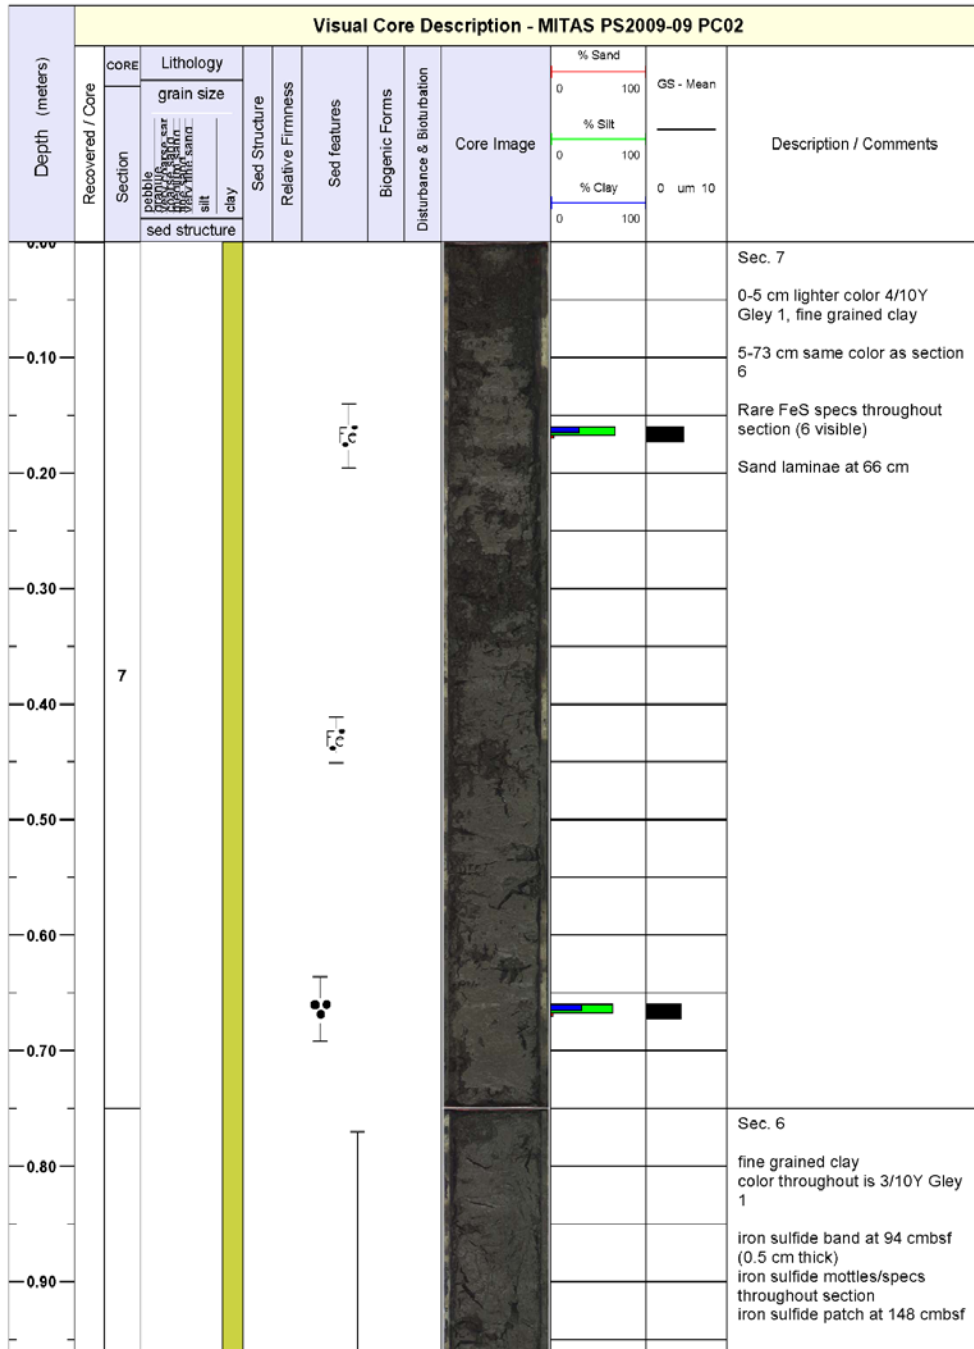 Visual Core Description - MITAS PS2009-09 PC02
Depth (meters)
Recovered / Core
CORE
Section
Lithology
grain size
pebble
granule
silt
clay
sed structure
Sed Structure
Relative Firmness
Sed features
Biogenic Forms
Disturbance & Bioturbation
Core Image
% Sand
0 100
% Silt
0 100
% Clay
0 100
GS - Mean
0 um 10
Description / Comments
0.00
0.10
0.20
0.30
0.40
0.50
0.60
0.70
0.80
0.90
7
Sec. 7
0-5 cm lighter color 4/10Y
Gley 1, fine grained clay
5-73 cm same color as section
6
Rare FeS specs throughout
section (6 visible)
Sand laminae at 66 cm
Sec. 6
fine grained clay
color throughout is 3/10Y Gley
1
iron sulfide band at 94 cmbsf
(0.5 cm thick)
iron sulfide mottles/specs
throughout section
iron sulfide patch at 148 cmbsf